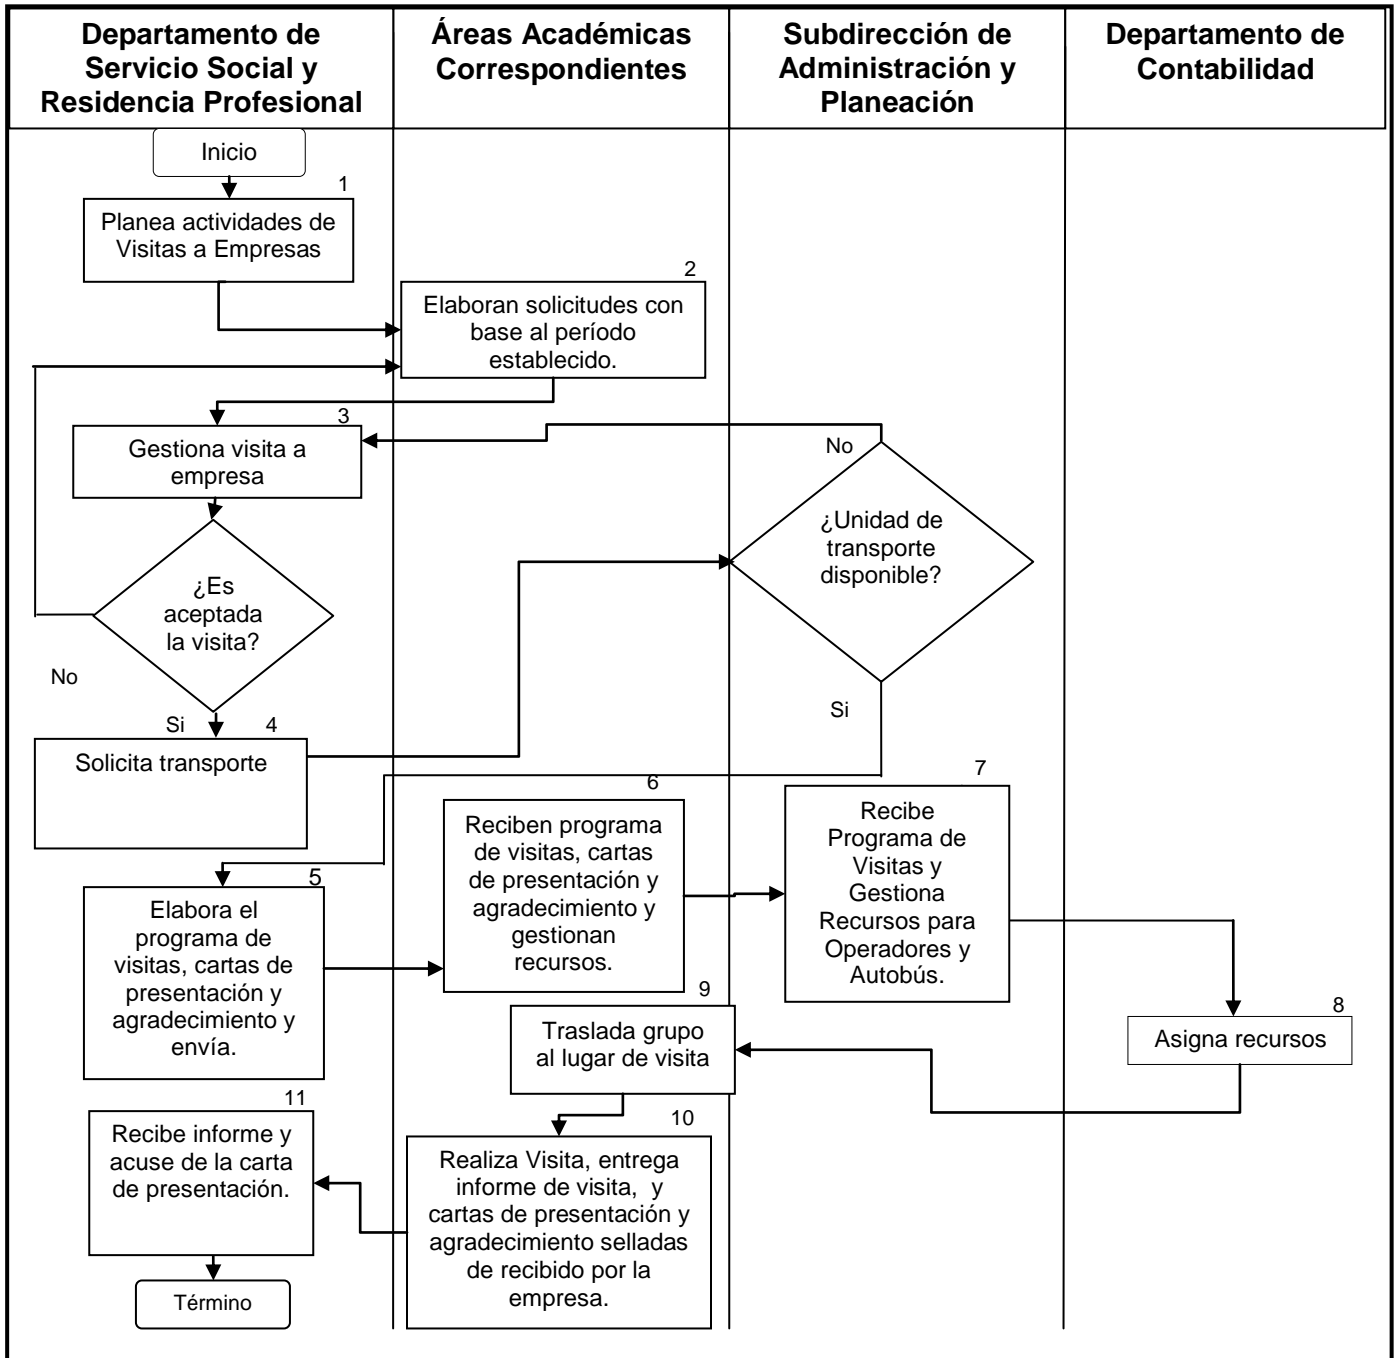 Departamento de
Servicio Social y
Residencia Profesional
Áreas Académicas
Correspondientes
Subdirección de
Administración y
Planeación
Departamento de
Contabilidad
Inicio
1
Planea actividades de
Visitas a Empresas
2
Elaboran solicitudes con
base al período
establecido.
3
Gestiona visita a
empresa
No
¿Unidad de
transporte
disponible?
¿Es
aceptada
la visita?
No
Si
Si
4
Solicita transporte
5
Elabora el
programa de
visitas, cartas de
presentación y
agradecimiento y
envía.
6
Reciben programa
de visitas, cartas
de presentación y
agradecimiento y
gestionan
recursos.
7
Recibe
Programa de
Visitas y
Gestiona
Recursos para
Operadores y
Autobús.
8
Asigna recursos
9
Traslada grupo
al lugar de visita
10
Realiza Visita, entrega
informe de visita, y
cartas de presentación y
agradecimiento selladas
de recibido por la
empresa.
11
Recibe informe y
acuse de la carta
de presentación.
Término